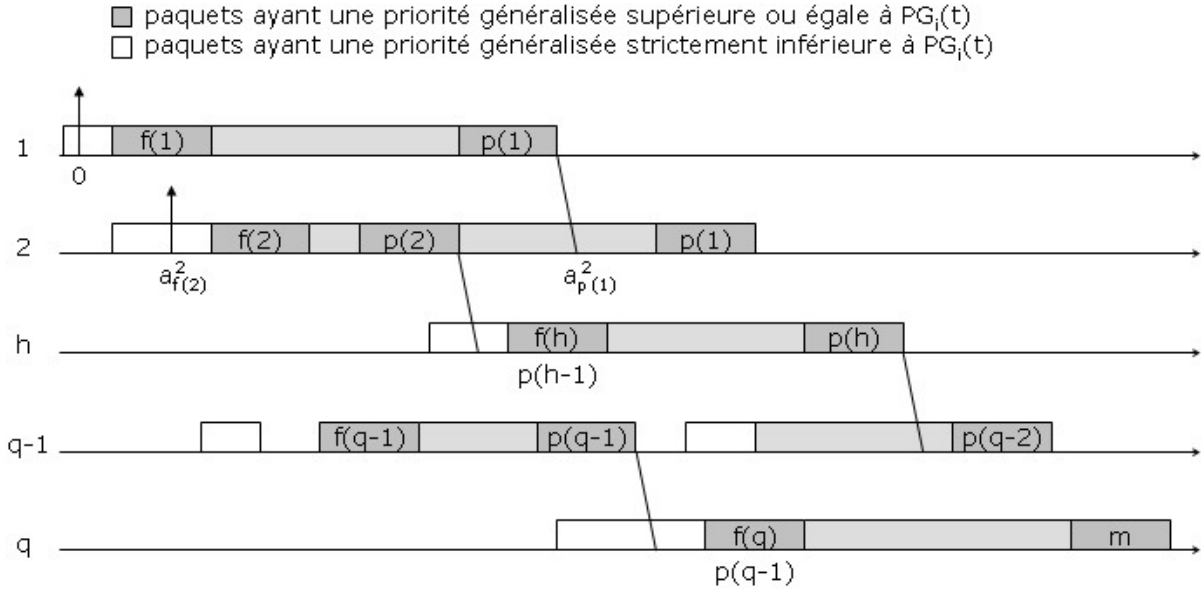 paquets ayant une priorité généralisée supérieure ou égale à PGᵢ(t)
paquets ayant une priorité généralisée strictement inférieure à PGᵢ(t)
1 f(1) p(1)
0
2 f(2) p(2) p(1)
a²f(2) a²p(1)
h f(h) p(h)
p(h-1)
q-1 f(q-1) p(q-1) p(q-2)
q f(q) m
p(q-1)